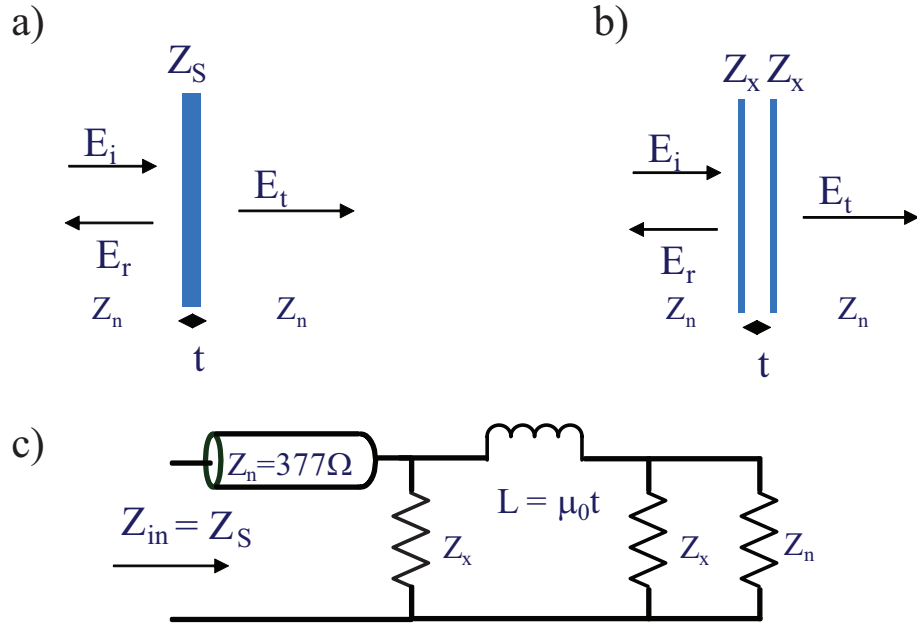 a)
Z_S
E_i
E_t
E_r
Z_n
Z_n
t
b)
Z_x Z_x
E_i
E_t
E_r
Z_n
Z_n
t
c)
Z_n=377Ω
L = μ_0t
Z_in = Z_S
Z_x
Z_x
Z_n